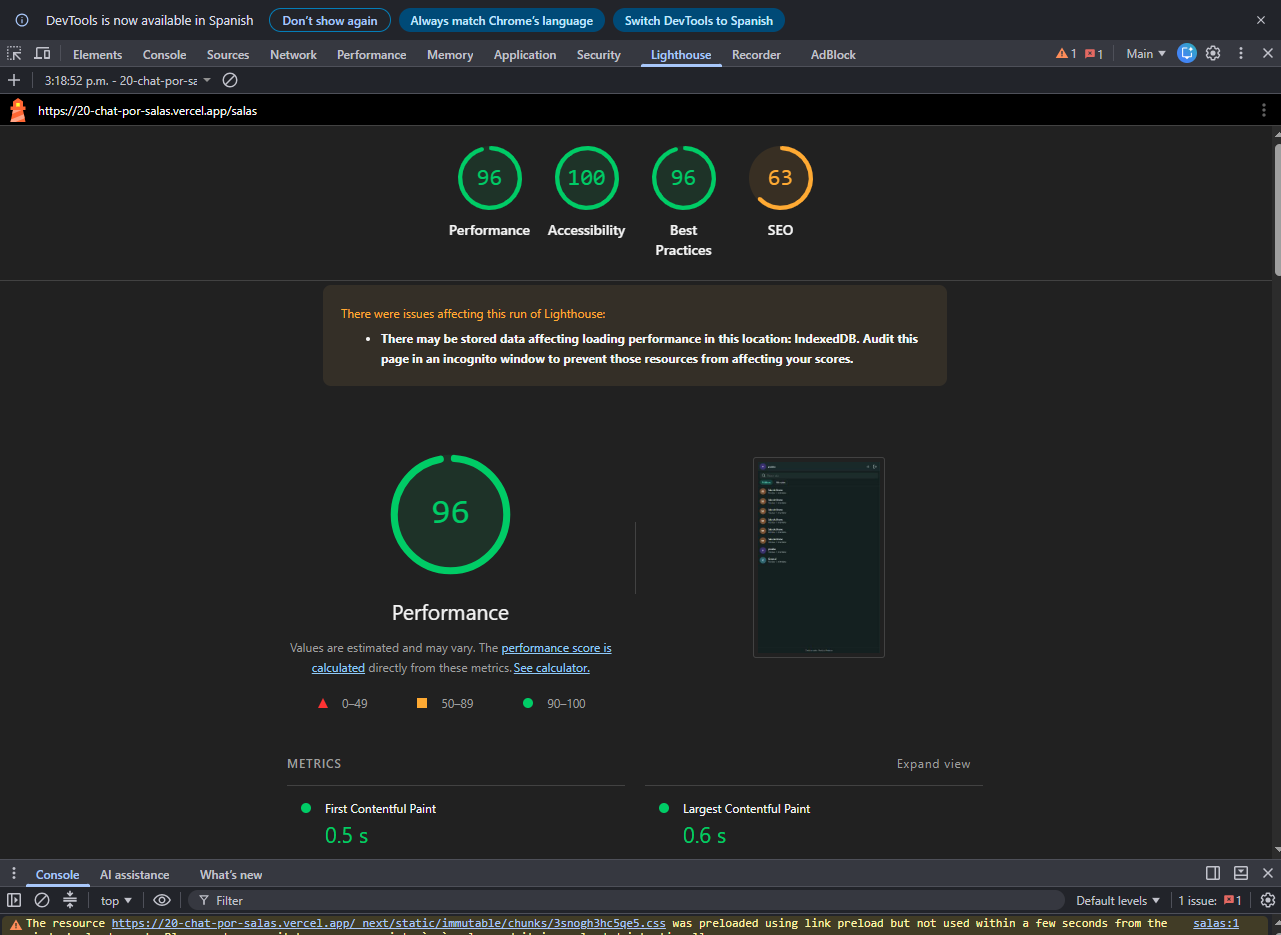 DevTools is now available in Spanish Don't show again Always match Chrome's language Switch DevTools to Spanish
Elements Console Sources Network Performance Memory Application Security Lighthouse Recorder AdBlock 1 1 Main
3:18:52 p.m. - 20-chat-por-sa
https://20-chat-por-salas.vercel.app/salas
96 100 96 63
Performance Accessibility Best Practices SEO
There were issues affecting this run of Lighthouse:
• There may be stored data affecting loading performance in this location: IndexedDB. Audit this
page in an incognito window to prevent those resources from affecting your scores.
96
Performance
Values are estimated and may vary. The performance score is
calculated directly from these metrics. See calculator.
0–49 50–89 90–100
METRICS Expand view
First Contentful Paint
0.5 s
Largest Contentful Paint
0.6 s
Console AI assistance What's new
top Filter Default levels 1 issue: 1
The resource https://20-chat-por-salas.vercel.app/_next/static/immutable/chunks/3snogh3hc5qe5.css was preloaded using link preload but not used within a few seconds from the salas:1